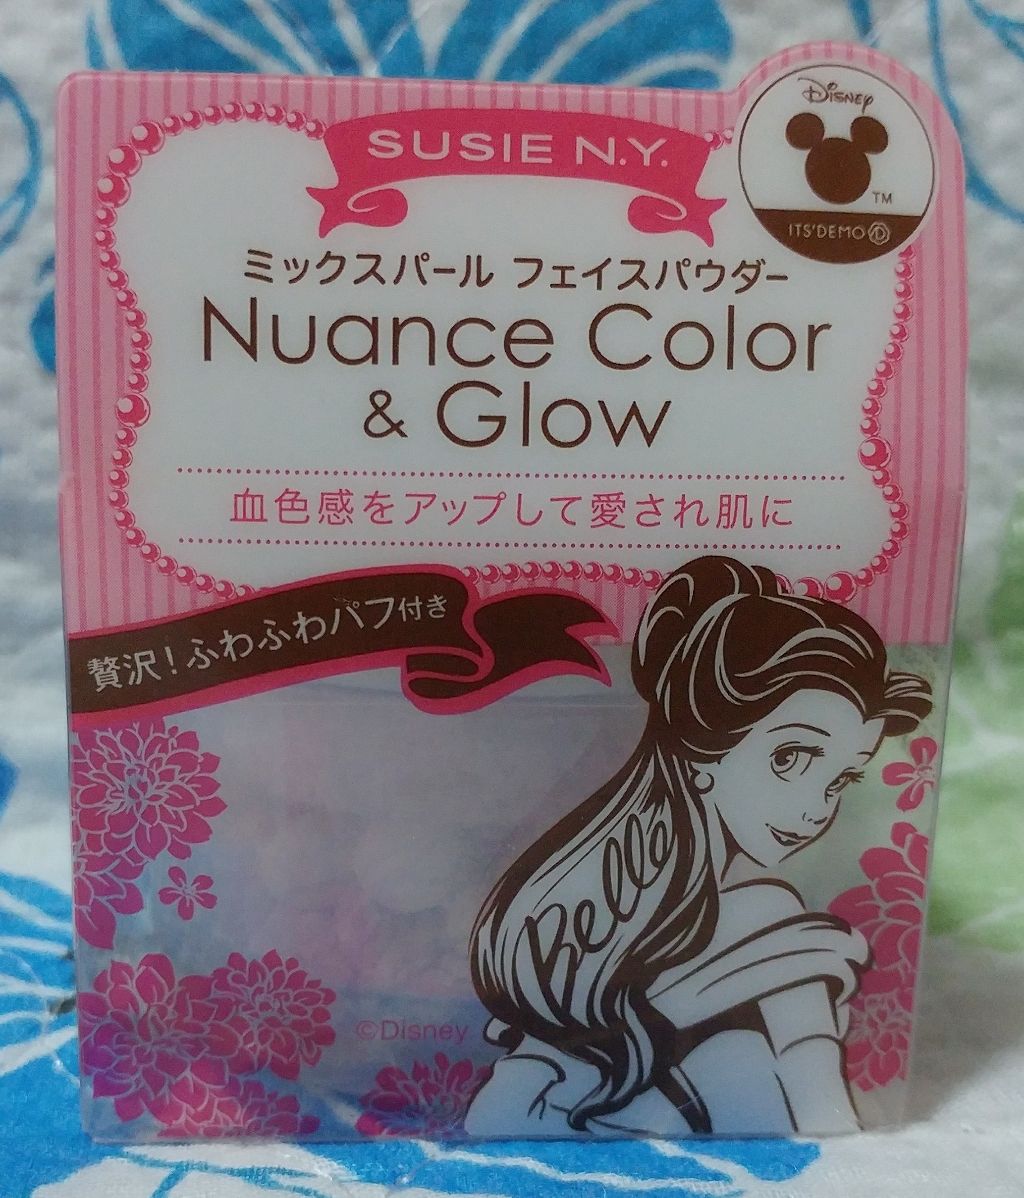 Disney
TM
ITS'DEMO
SUSIE N.Y.
ミックスパール フェイスパウダー
Nuance Color
& Glow
血色感をアップして愛され肌に
贅沢!ふわふわパフ付き
Belle
©Disney